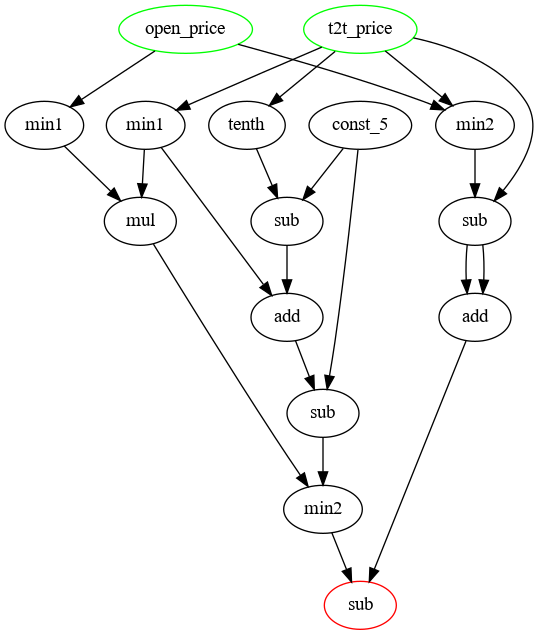 open_price t2t_price
min1 min1 tenth const_5 min2
mul sub sub
add add
sub
min2
sub